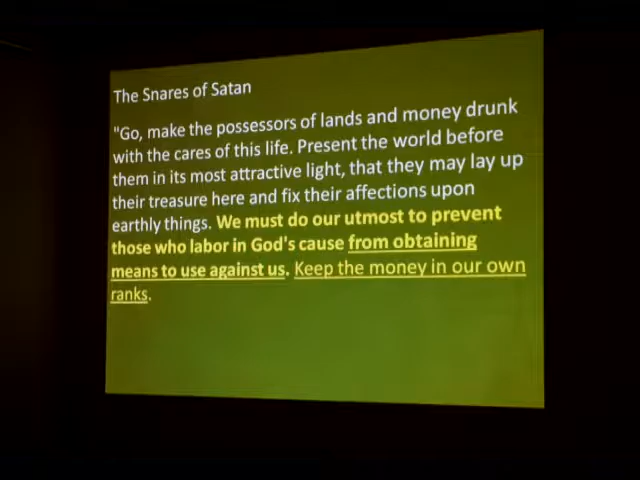 The Snares of Satan
"Go, make the possessors of lands and money drunk
with the cares of this life. Present the world before
them in its most attractive light, that they may lay up
their treasure here and fix their affections upon
earthly things. We must do our utmost to prevent
those who labor in God's cause from obtaining
means to use against us. Keep the money in our own
ranks.